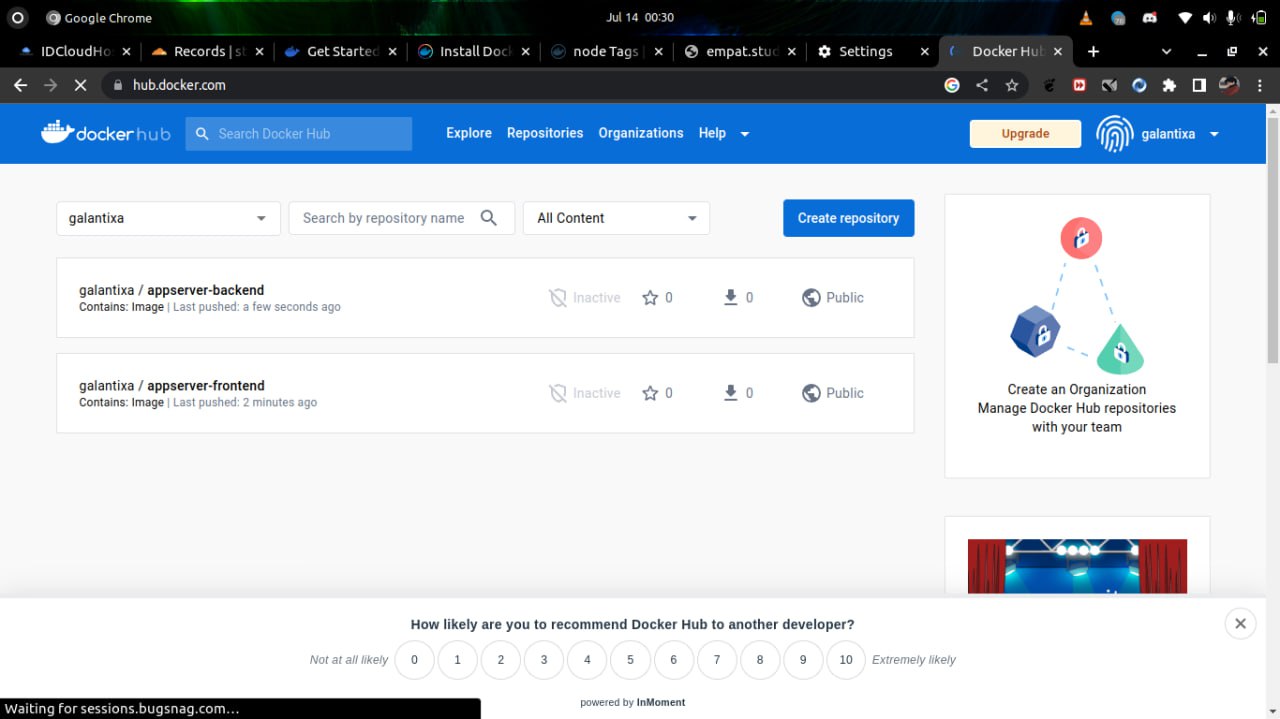 Google Chrome
Jul 14 00:30
IDCloudHo
Records | st
Get Started
Install Dock
node Tags
empat.stud
Settings
Docker Hub
hub.docker.com
dockerhub
Search Docker Hub
Explore
Repositories
Organizations
Help
Upgrade
galantixa
galantixa
Search by repository name
All Content
Create repository
galantixa / appserver-backend
Contains: Image | Last pushed: a few seconds ago
Inactive
0
0
Public
galantixa / appserver-frontend
Contains: Image | Last pushed: 2 minutes ago
Inactive
0
0
Public
Create an Organization
Manage Docker Hub repositories
with your team
How likely are you to recommend Docker Hub to another developer?
Not at all likely 0 1 2 3 4 5 6 7 8 9 10 Extremely likely
powered by InMoment
Waiting for sessions.bugsnag.com...